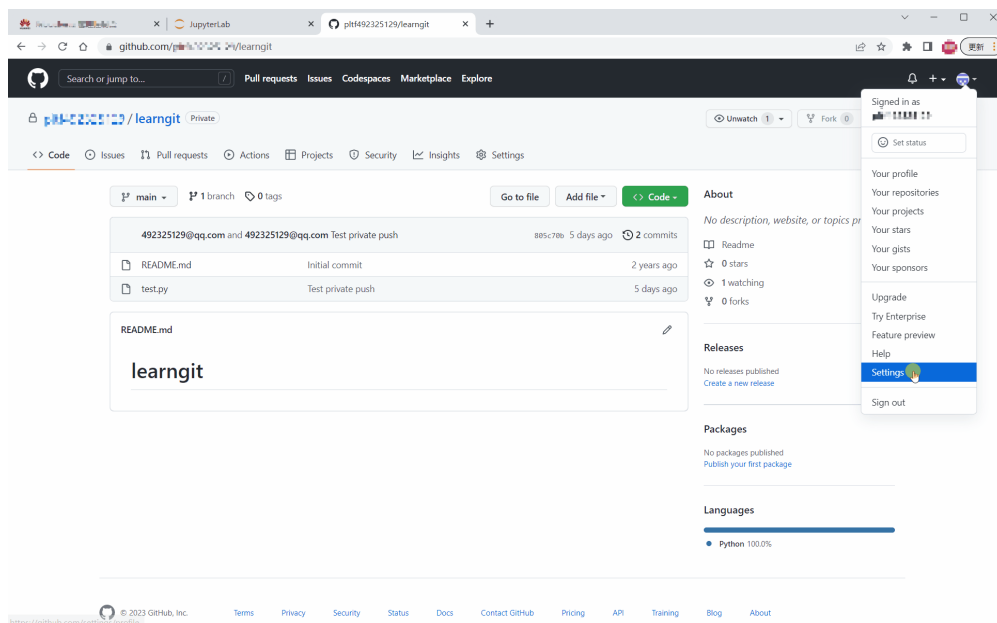 JupyterLab
pltf492325129/learngit
github.com/
/learngit
更新
Search or jump to...
/
Pull requests Issues Codespaces Marketplace Explore
Signed in as
Set status
Your profile
Your repositories
Your projects
Your stars
Your gists
Your sponsors
Upgrade
Try Enterprise
Feature preview
Help
Settings
Sign out
/ learngit Private
Unwatch 1
Fork 0
Code Issues Pull requests Actions Projects Security Insights Settings
main 1 branch 0 tags
Go to file Add file Code
492325129@qq.com and 492325129@qq.com Test private push 805c70b 5 days ago 2 commits
README.md Initial commit 2 years ago
test.py Test private push 5 days ago
README.md
learngit
About
No description, website, or topics pr
Readme
0 stars
1 watching
0 forks
Releases
No releases published
Create a new release
Packages
No packages published
Publish your first package
Languages
Python 100.0%
© 2023 GitHub, Inc. Terms Privacy Security Status Docs Contact GitHub Pricing API Training Blog About